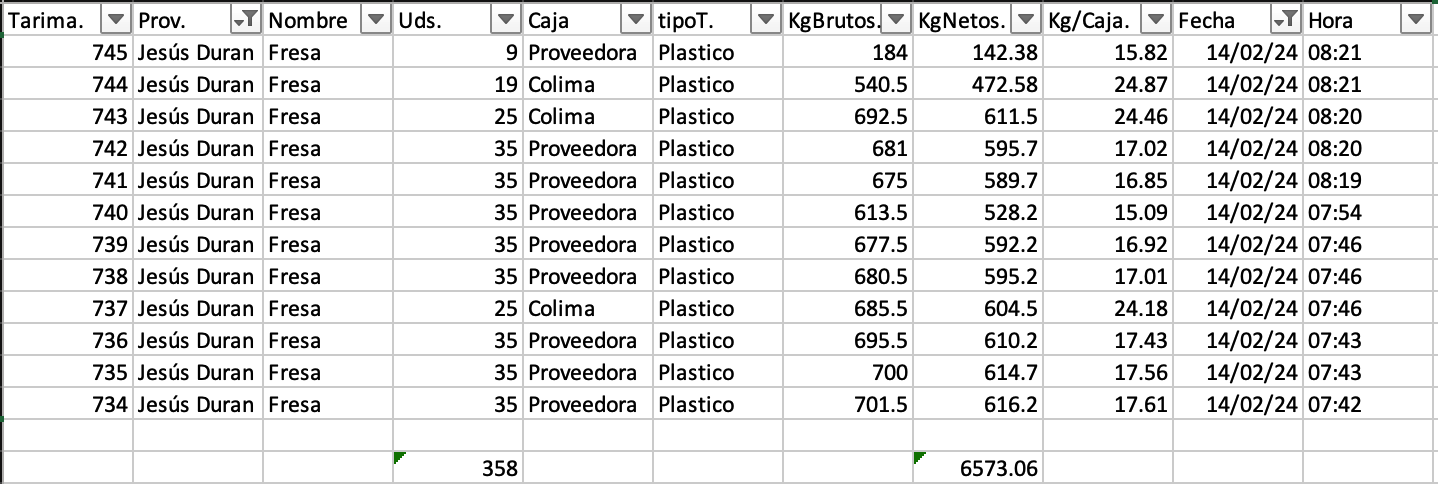 Tarima. Prov. Nombre Uds. Caja tipoT. KgBrutos. KgNetos. Kg/Caja. Fecha Hora
745 Jesús Duran Fresa 9 Proveedora Plastico 184 142.38 15.82 14/02/24 08:21
744 Jesús Duran Fresa 19 Colima Plastico 540.5 472.58 24.87 14/02/24 08:21
743 Jesús Duran Fresa 25 Colima Plastico 692.5 611.5 24.46 14/02/24 08:20
742 Jesús Duran Fresa 35 Proveedora Plastico 681 595.7 17.02 14/02/24 08:20
741 Jesús Duran Fresa 35 Proveedora Plastico 675 589.7 16.85 14/02/24 08:19
740 Jesús Duran Fresa 35 Proveedora Plastico 613.5 528.2 15.09 14/02/24 07:54
739 Jesús Duran Fresa 35 Proveedora Plastico 677.5 592.2 16.92 14/02/24 07:46
738 Jesús Duran Fresa 35 Proveedora Plastico 680.5 595.2 17.01 14/02/24 07:46
737 Jesús Duran Fresa 25 Colima Plastico 685.5 604.5 24.18 14/02/24 07:46
736 Jesús Duran Fresa 35 Proveedora Plastico 695.5 610.2 17.43 14/02/24 07:43
735 Jesús Duran Fresa 35 Proveedora Plastico 700 614.7 17.56 14/02/24 07:43
734 Jesús Duran Fresa 35 Proveedora Plastico 701.5 616.2 17.61 14/02/24 07:42
358 6573.06